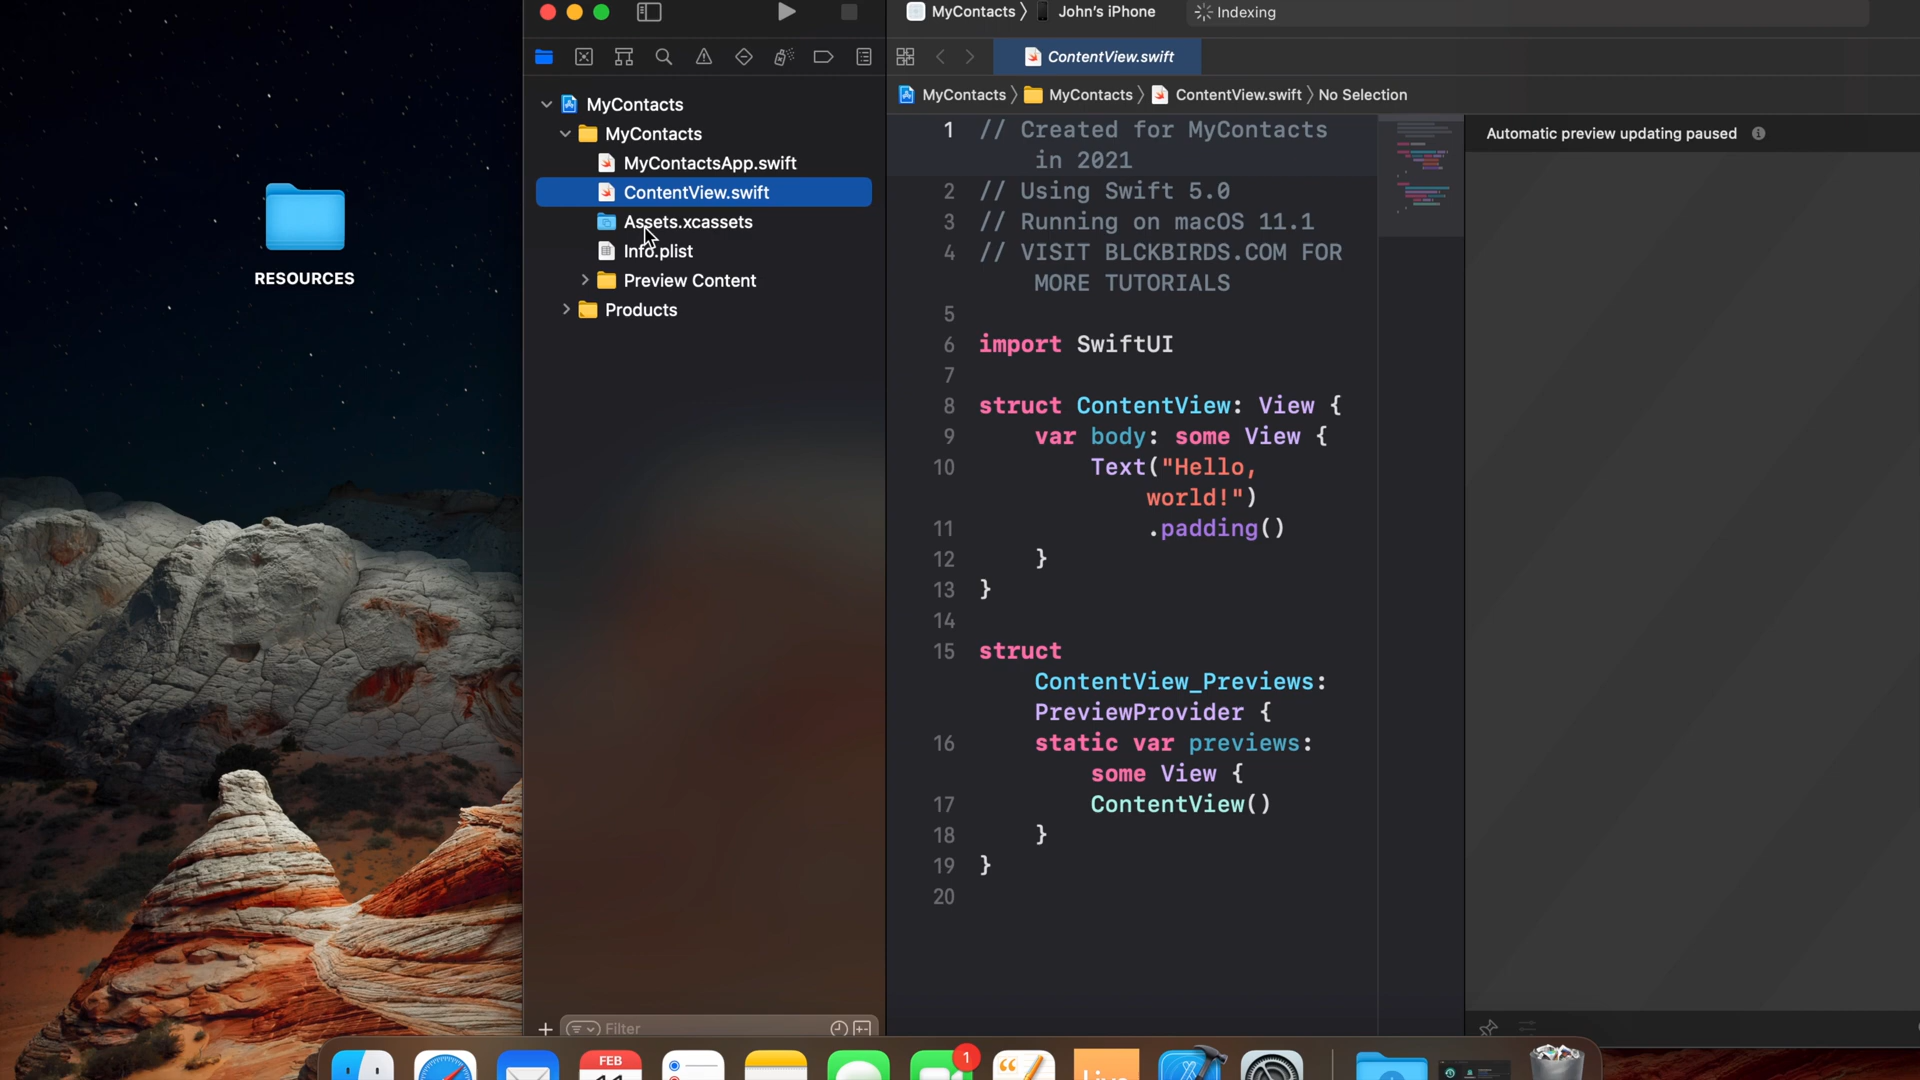 MyContacts 〉 John's iPhone
Indexing
ContentView.swift
MyContacts 〉 MyContacts 〉 ContentView.swift 〉 No Selection
MyContacts
MyContacts
MyContactsApp.swift
ContentView.swift
Assets.xcassets
Info.plist
Preview Content
Products
RESOURCES
Automatic preview updating paused
1 // Created for MyContacts
in 2021
2 // Using Swift 5.0
3 // Running on macOS 11.1
4 // VISIT BLCKBIRDS.COM FOR
MORE TUTORIALS
5
6 import SwiftUI
7
8 struct ContentView: View {
9 var body: some View {
10 Text("Hello,
world!")
11 .padding()
12 }
13 }
14
15 struct
ContentView_Previews:
PreviewProvider {
16 static var previews:
some View {
17 ContentView()
18 }
19 }
20
Filter
FEB
1